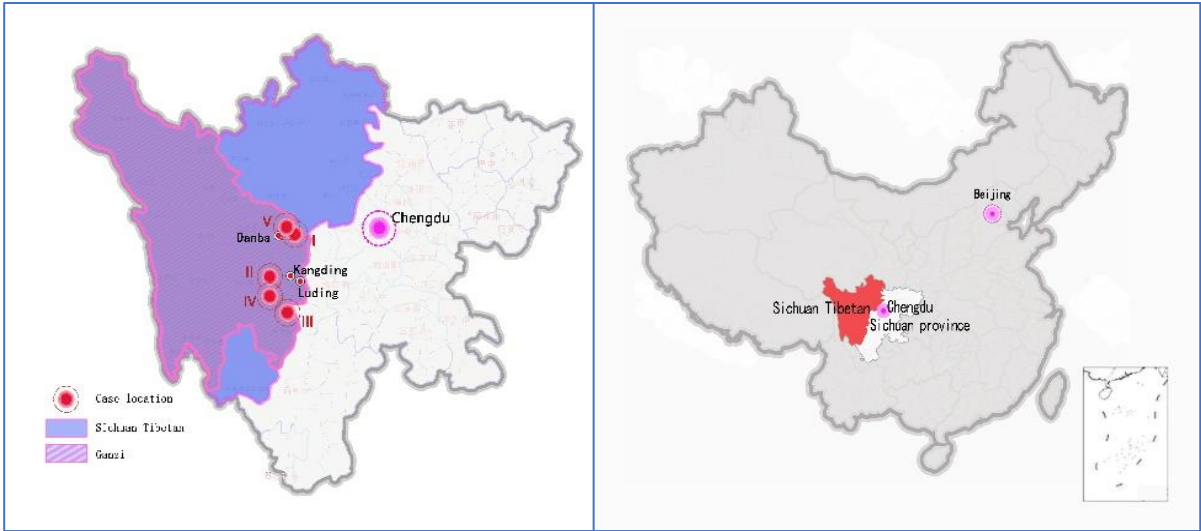 V
Danba
I
Chengdu
II
Kangding
Luding
IV
III
Case location
Sichuan Tibetan
Ganzi
Beijing
Sichuan Tibetan
Chengdu
Sichuan province